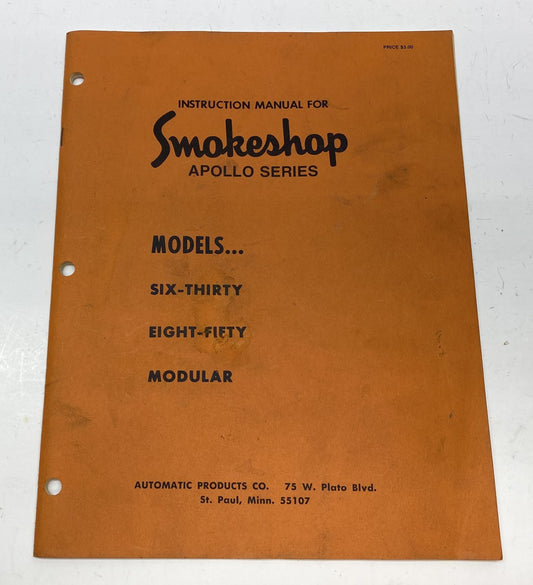 PRICE $5.00
INSTRUCTION MANUAL FOR
Smokeshop
APOLLO SERIES
MODELS...
SIX-THIRTY
EIGHT-FIFTY
MODULAR
AUTOMATIC PRODUCTS CO. 75 W. Plato Blvd.
St. Paul, Minn. 55107